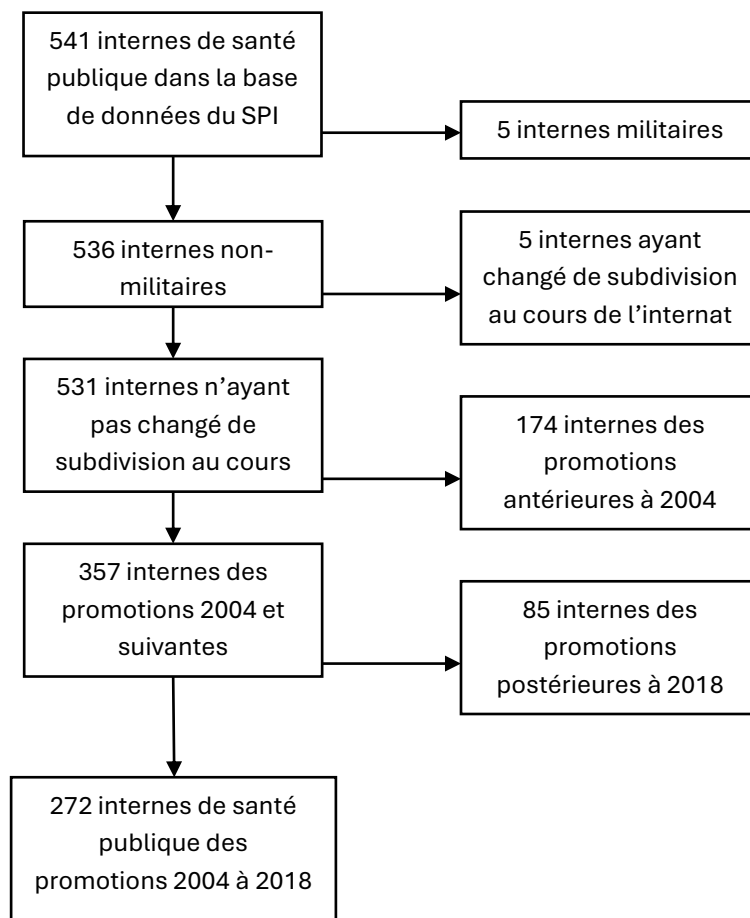 541 internes de santé
publique dans la base
de données du SPI
5 internes militaires
536 internes non-
militaires
5 internes ayant
changé de subdivision
au cours de l’internat
531 internes n’ayant
pas changé de
subdivision au cours
174 internes des
promotions
antérieures à 2004
357 internes des
promotions 2004 et
suivantes
85 internes des
promotions
postérieures à 2018
272 internes de santé
publique des
promotions 2004 à 2018